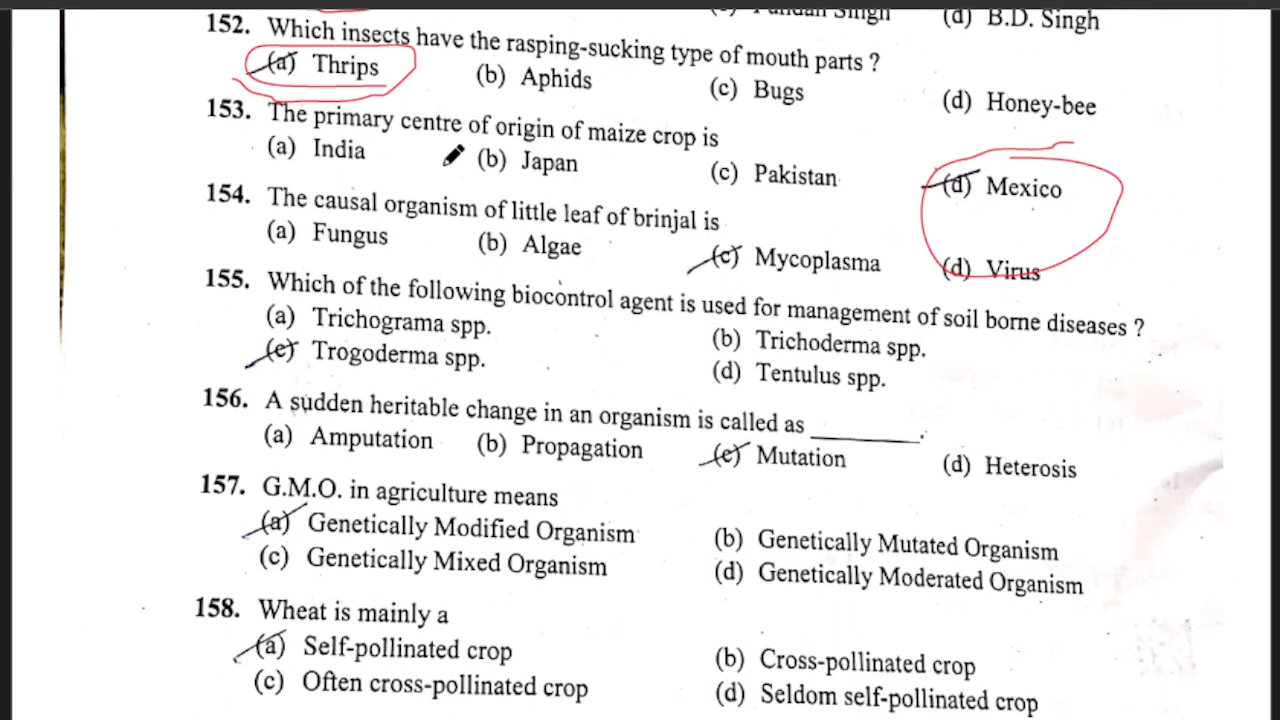 (d) B.D. Singh
152. Which insects have the rasping-sucking type of mouth parts ?
(a) Thrips (b) Aphids (c) Bugs (d) Honey-bee
153. The primary centre of origin of maize crop is
(a) India (b) Japan (c) Pakistan (d) Mexico
154. The causal organism of little leaf of brinjal is
(a) Fungus (b) Algae (c) Mycoplasma (d) Virus
155. Which of the following biocontrol agent is used for management of soil borne diseases ?
(a) Trichograma spp. (b) Trichoderma spp.
(c) Trogoderma spp. (d) Tentulus spp.
156. A sudden heritable change in an organism is called as ________.
(a) Amputation (b) Propagation (c) Mutation (d) Heterosis
157. G.M.O. in agriculture means
(a) Genetically Modified Organism (b) Genetically Mutated Organism
(c) Genetically Mixed Organism (d) Genetically Moderated Organism
158. Wheat is mainly a
(a) Self-pollinated crop (b) Cross-pollinated crop
(c) Often cross-pollinated crop (d) Seldom self-pollinated crop